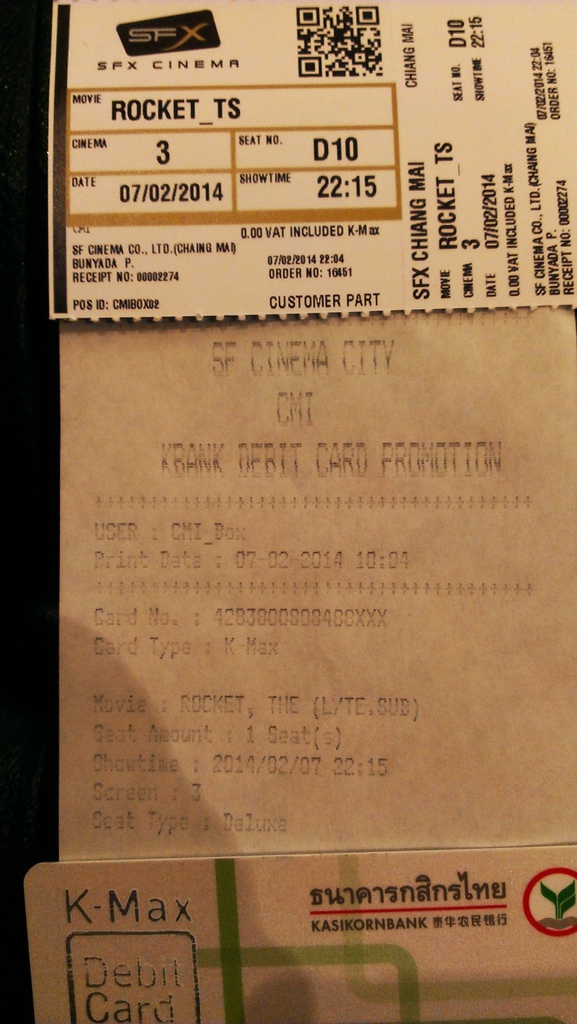 SFX
SFX CINEMA
MOVIE ROCKET_TS
CINEMA 3 SEAT NO. D10
DATE 07/02/2014 SHOWTIME 22:15
CMI 0.00 VAT INCLUDED K-Max
SF CINEMA CO., LTD.(CHAING MAI)
BUNYADA P. 07/02/2014 22:04
RECEIPT NO: 00002274 ORDER NO: 16451
POS ID: CMIBOX02 CUSTOMER PART
SFX CHIANG MAI CHIANG MAI
MOVIE ROCKET_TS
CINEMA 3 SEAT NO. D10
DATE 07/02/2014 SHOWTIME 22:15
0.00 VAT INCLUDED K-Max
SF CINEMA CO., LTD.(CHAING MAI)
BUNYADA P. 07/02/2014 22:04
RECEIPT NO: 00002274 ORDER NO: 16451
SF CINEMA CITY
CMI
KBANK DEBIT CARD PROMOTION
USER : CMI_Box
Print Date : 07-02-2014 10:04
Card No. : XXX
Card Type : K-Max
Movie : ROCKET, THE (L/TE.SUB)
Seat Amount : 1 Seat(s)
Showtime : 2014/02/07 22:15
Screen : 3
Seat Type : Deluxe
K-Max
Debit
Card
ธนาคารกสิกรไทย
KASIKORNBANK 泰华农民银行